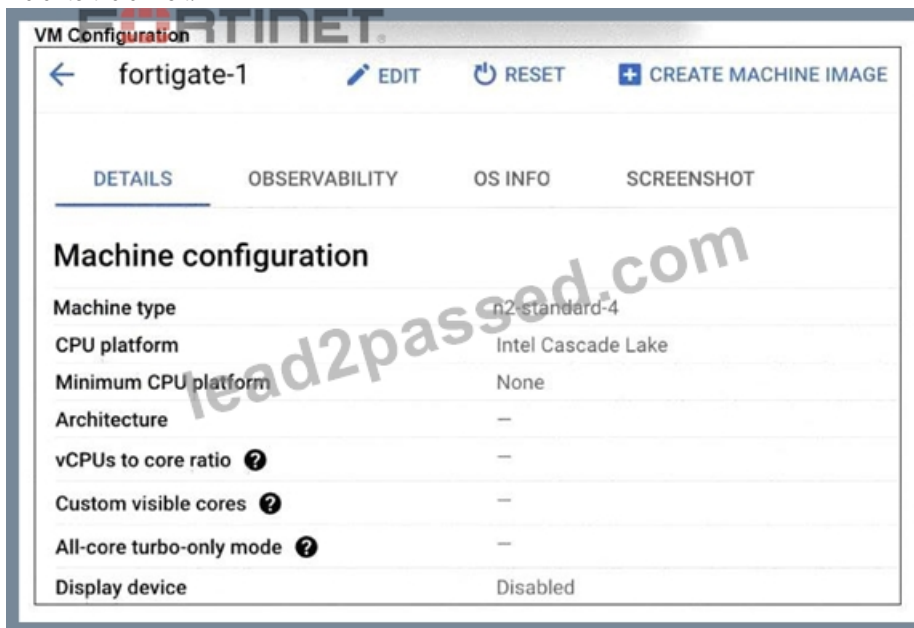 FORTINET
VM Configuration
← fortigate-1 EDIT RESET CREATE MACHINE IMAGE
DETAILS OBSERVABILITY OS INFO SCREENSHOT
Machine configuration
Machine type n2-standard-4
CPU platform Intel Cascade Lake
Minimum CPU platform None
Architecture —
vCPUs to core ratio ? —
Custom visible cores ? —
All-core turbo-only mode ? —
Display device Disabled
lead2passed.com